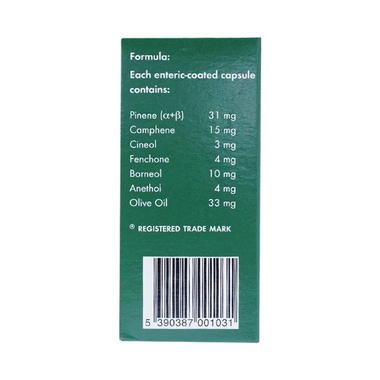 Formula:
Each enteric-coated capsule
contains:
Pinene (α+β) 31 mg
Camphene 15 mg
Cineol 3 mg
Fenchone 4 mg
Borneol 10 mg
Anethoi 4 mg
Olive Oil 33 mg
® REGISTERED TRADE MARK
5 390387 001031